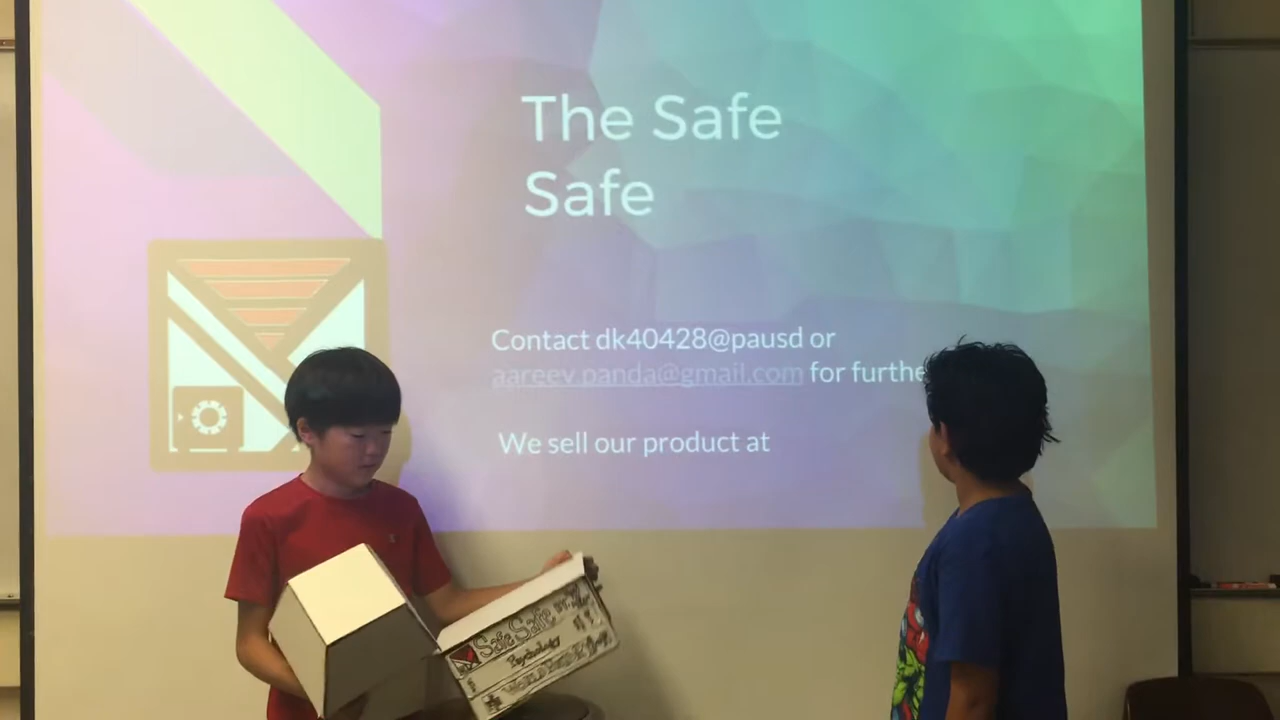 The Safe
Safe
Contact dk40428@pausd or
aareev.panda@gmail.com for furthe
We sell our product at
Safe Safe
Psychology